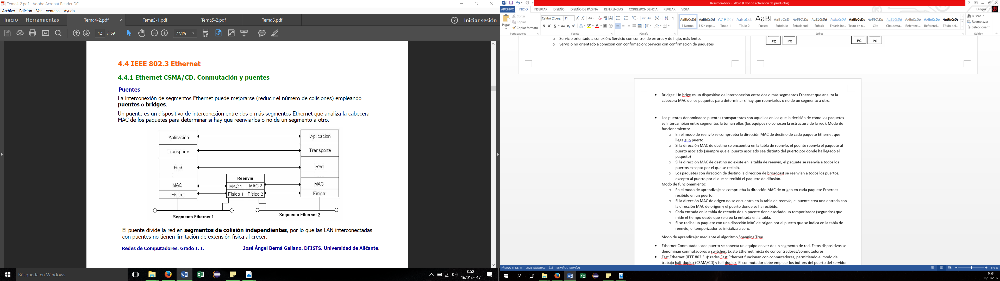 Tema4-2.pdf - Adobe Acrobat Reader DC
Archivo Edición Ver Ventana Ayuda
Inicio Herramientas Tema4-2.pdf × Tema5-1.pdf Tema5-2.pdf Tema6.pdf ? Iniciar sesión
12 / 59 77,1%
4.4 IEEE 802.3 Ethernet
4.4.1 Ethernet CSMA/CD. Conmutación y puentes
Puentes
La interconexión de segmentos Ethernet puede mejorarse (reducir el número de colisiones) empleando
puentes o bridges.
Un puente es un dispositivo de interconexión entre dos o más segmentos Ethernet que analiza la cabecera
MAC de los paquetes para determinar si hay que reenviarlos o no de un segmento a otro.
Aplicación Aplicación
Transporte Transporte
Red Red
Reenvío
MAC MAC 1 MAC 2 MAC
Físico Físico 1 Físico 2 Físico
Segmento Ethernet 1 Segmento Ethernet 2
El puente divide la red en segmentos de colisión independientes, por lo que las LAN interconectadas
con puentes no tienen limitación de extensión física al crecer.
Redes de Computadores. Grado I. I. José Ángel Berná Galiano. DFISTS. Universidad de Alicante.
Búsqueda en Windows
0:58
16/01/2017
Resumen.docx - Word (Error de activación de productos)
ARCHIVO INICIO INSERTAR DISEÑO DISEÑO DE PÁGINA REFERENCIAS CORRESPONDENCIA REVISAR VISTA Diegus .
Pegar
Cortar
Copiar
Copiar formato
Portapapeles
Calibri (Cuerp 11
N K S abc x₂ x²
Fuente
Párrafo
AaBbCcDd AaBbCcDd AaBbCc AaBbCcC AaBl AaBbCcD AaBbCcDd AaBbCcDd AaBbCcDd AaBbCcDc AaBbCcDd AaBbCcDd AaBbCcDd AaBbCcDd AaBbCcDc
¶ Normal ¶ Sin espa... Título 1 Título 2 Puesto Subtítulo Énfasis sutil Énfasis Énfasis int... Texto en n... Cita Cita desta... Referenci... Referenci... Título del...
Estilos
Buscar
Reemplazar
Seleccionar
Edición
o Servicio orientado a conexión: Servicio con control de errores y de flujo, más lento.
o Servicio no orientado a conexión con confirmación: Servicio con confirmación de paquetes
PC PC PC PC
• Bridges: Un brige es un dispositivo de interconexión entre dos o más segmentos Ethernet que analiza la
cabecera MAC de los paquetes para determinar si hay que reenviarlos o no de un segmento a otro.
• Los puentes denominados puentes transparentes son aquellos en los que la decisión de cómo los paquetes
se intercambian entre segmentos la toman ellos (los equipos no conocen la estructura de la red). Modo de
funcionamiento:
o En el modo de reenvío se comprueba la dirección MAC de destino de cada paquete Ethernet que
llega aun puerto.
o Si la dirección MAC de destino se encuentra en la tabla de reenvío, el puente reenvía el paquete al
puerto asociado (siempre que el puerto asociado sea distinto del puerto por donde ha llegado el
paquete)
o Si la dirección MAC de destino no existe en la tabla de reenvío, el paquete se reenvía a todos los
puertos excepto por el que se recibió.
o Los paquetes con dirección de destino la dirección de broadcast se reenvían a todos los puertos,
excepto al puerto por el que se recibió el paquete de difusión.
Modo de funcionamiento:
o En el modo de aprendizaje se comprueba la dirección MAC de origen en cada paquete Ethernet
recibido en un puerto.
o Si la dirección MAC de origen no se encuentra en la tabla de reenvío, el puente crea una entrada con
la dirección MAC de origen y el puerto donde se ha recibido.
o Cada entrada en la tabla de reenvío de un puente tiene asociado un temporizador (segundos) que
mide el tiempo desde que se creó la entrada en la tabla.
o Si se recibe un paquete con una dirección MAC de origen por el puerto que se indica en la tabla de
reenvío, el temporizador se inicializa a cero.
Modo de aprendizaje: mediante el algoritmo Spanning Tree.
• Ethernet Conmutada: cada puerto se conecta un equipo en vez de un segmento de red. Estos dispositivos se
denominan conmutadores o switches. Existe Ethernet mixta de concentradores/conmutadores
• Fast Ethernet (IEEE 802.3u): redes Fast Ethernet funcionan con conmutadores, permitiendo el modo de
trabajo half-duplex (CSMA/CD) y full-duplex. El conmutador debe emplear los buffers del puerto del servidor
PÁGINA 11 DE 11 2723 PALABRAS ESPAÑOL (ESPAÑA) 110 %
0:58
16/01/2017